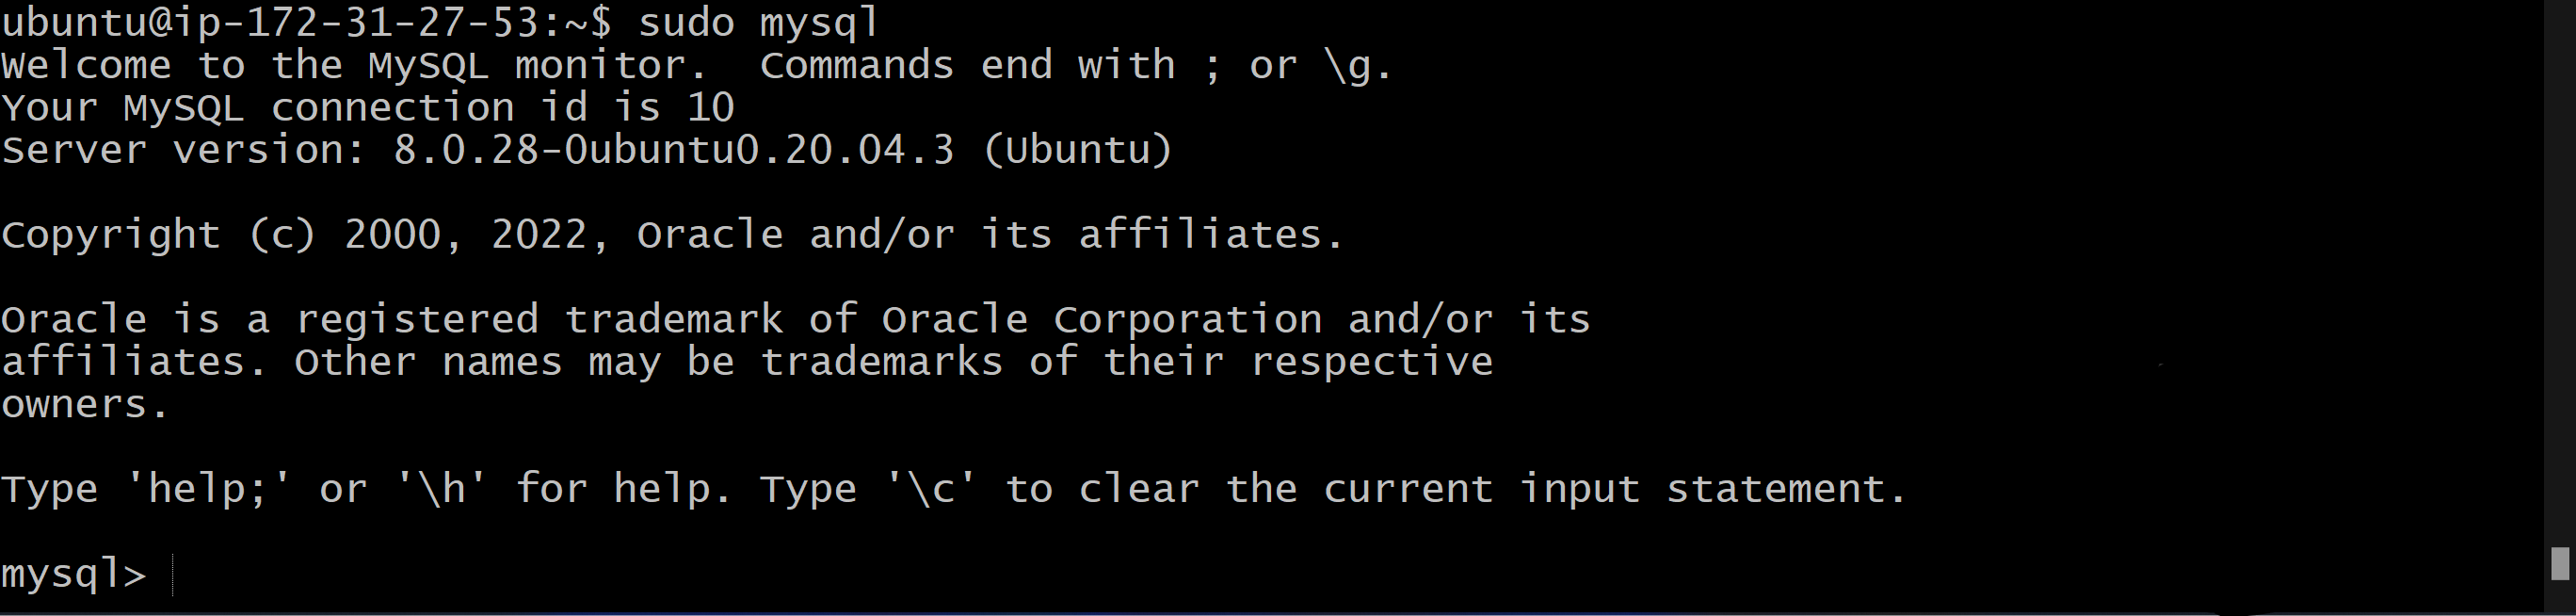 ubuntu@ip-172-31-27-53:~$ sudo mysql
Welcome to the MySQL monitor.  Commands end with ; or \g.
Your MySQL connection id is 10
Server version: 8.0.28-0ubuntu0.20.04.3 (Ubuntu)
Copyright (c) 2000, 2022, Oracle and/or its affiliates.
Oracle is a registered trademark of Oracle Corporation and/or its
affiliates. Other names may be trademarks of their respective
owners.
Type 'help;' or '\h' for help. Type '\c' to clear the current input statement.
mysql>